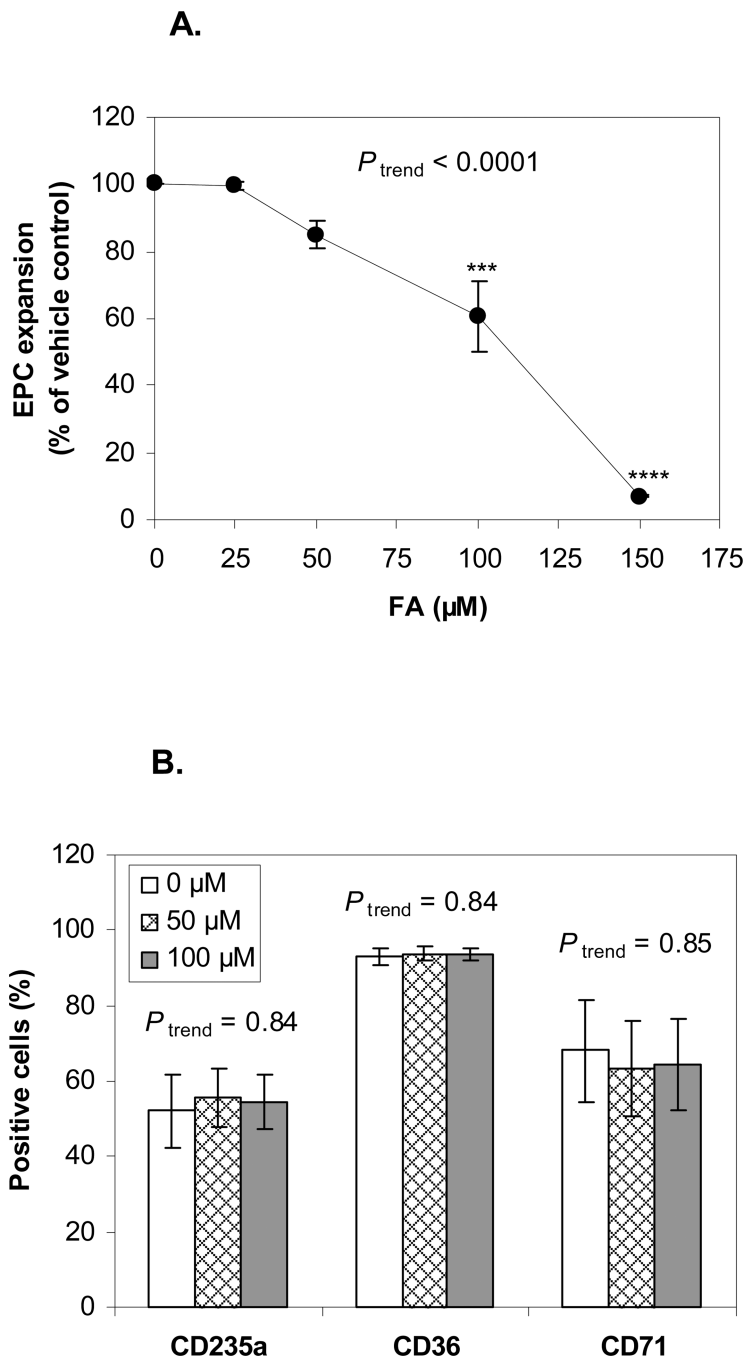 A.
120
100
80
60
40
20
0
EPC expansion
(% of vehicle control)
P trend < 0.0001
***
****
0 25 50 75 100 125 150 175
FA (µM)
B.
120
100
80
60
40
20
0
Positive cells (%)
0 µM
50 µM
100 µM
P trend = 0.84
P trend = 0.84
P trend = 0.85
CD235a CD36 CD71